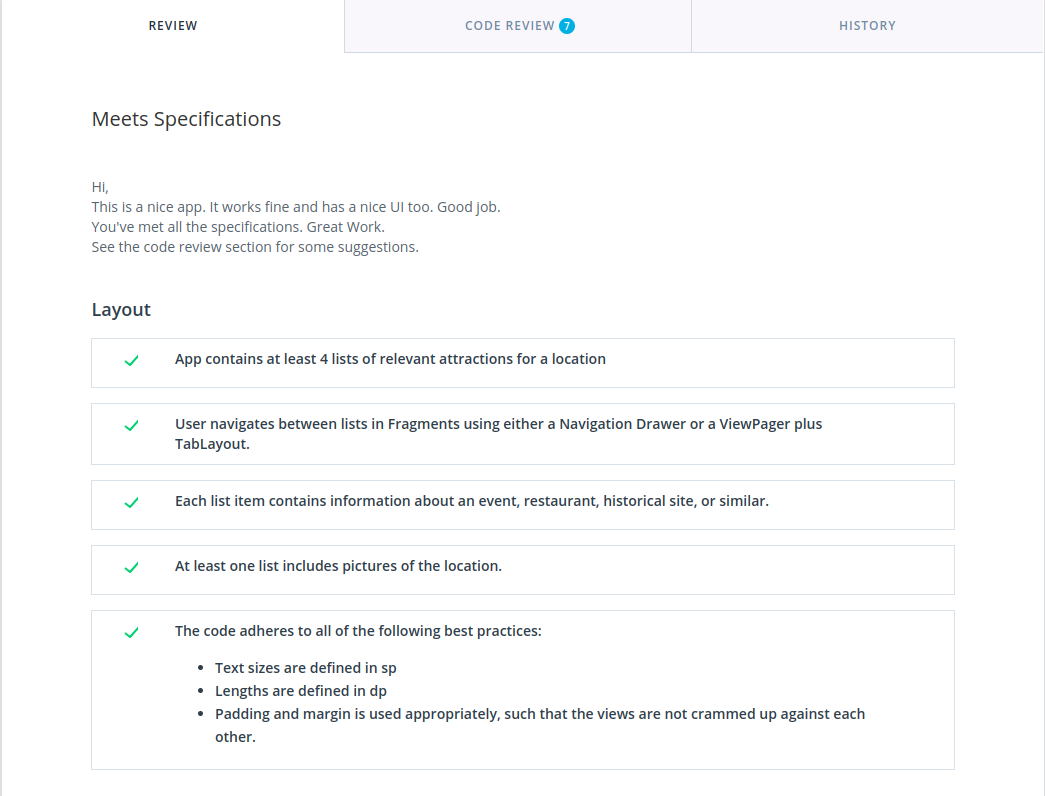 REVIEW
CODE REVIEW 7
HISTORY
Meets Specifications
Hi,
This is a nice app. It works fine and has a nice UI too. Good job.
You've met all the specifications. Great Work.
See the code review section for some suggestions.
Layout
App contains at least 4 lists of relevant attractions for a location
User navigates between lists in Fragments using either a Navigation Drawer or a ViewPager plus
TabLayout.
Each list item contains information about an event, restaurant, historical site, or similar.
At least one list includes pictures of the location.
The code adheres to all of the following best practices:
• Text sizes are defined in sp
• Lengths are defined in dp
• Padding and margin is used appropriately, such that the views are not crammed up against each
other.